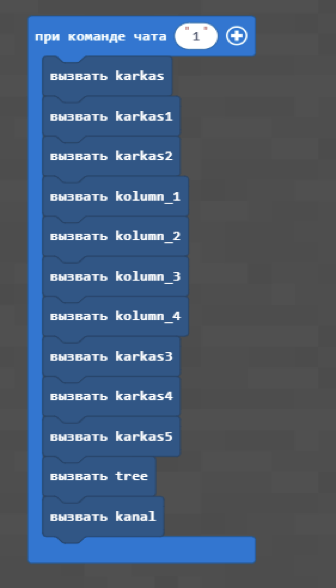 при команде чата "1"
вызвать karkas
вызвать karkas1
вызвать karkas2
вызвать kolumn_1
вызвать kolumn_2
вызвать kolumn_3
вызвать kolumn_4
вызвать karkas3
вызвать karkas4
вызвать karkas5
вызвать tree
вызвать kanal